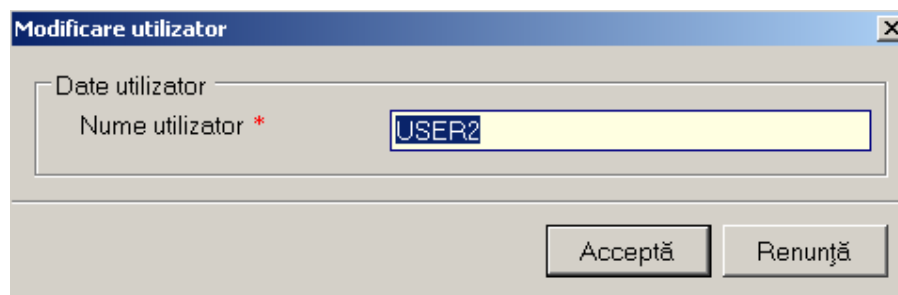 Modificare utilizator
Date utilizator
Nume utilizator * USER2
Acceptă Renunţă